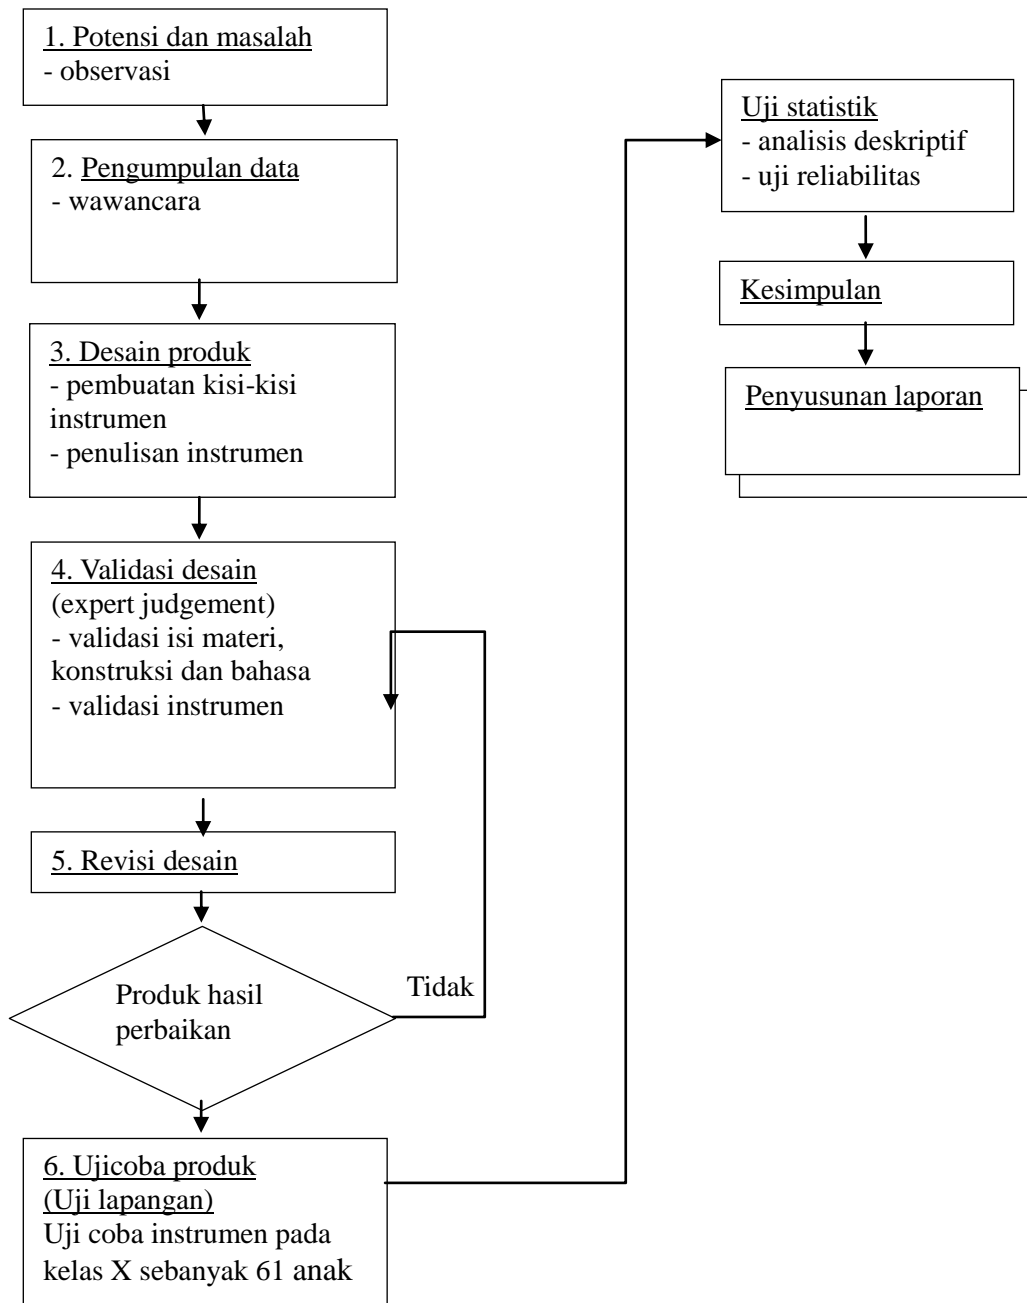 1. Potensi dan masalah
- observasi
2. Pengumpulan data
- wawancara
3. Desain produk
- pembuatan kisi-kisi
instrumen
- penulisan instrumen
4. Validasi desain
(expert judgement)
- validasi isi materi,
konstruksi dan bahasa
- validasi instrumen
5. Revisi desain
Produk hasil
perbaikan
Tidak
6. Ujicoba produk
(Uji lapangan)
Uji coba instrumen pada
kelas X sebanyak 61 anak
Uji statistik
- analisis deskriptif
- uji reliabilitas
Kesimpulan
Penyusunan laporan